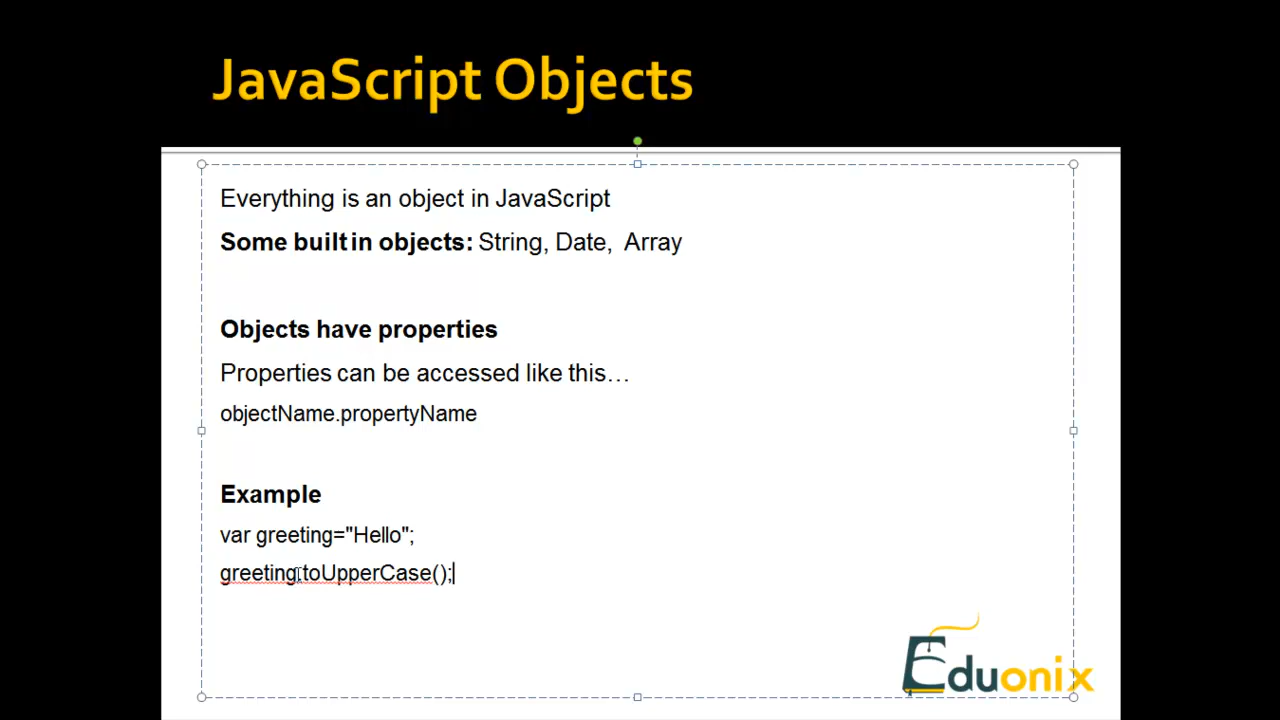 JavaScript Objects
Everything is an object in JavaScript
Some built in objects: String, Date, Array
Objects have properties
Properties can be accessed like this…
objectName.propertyName
Example
var greeting="Hello";
greeting.toUpperCase();
Eduonix